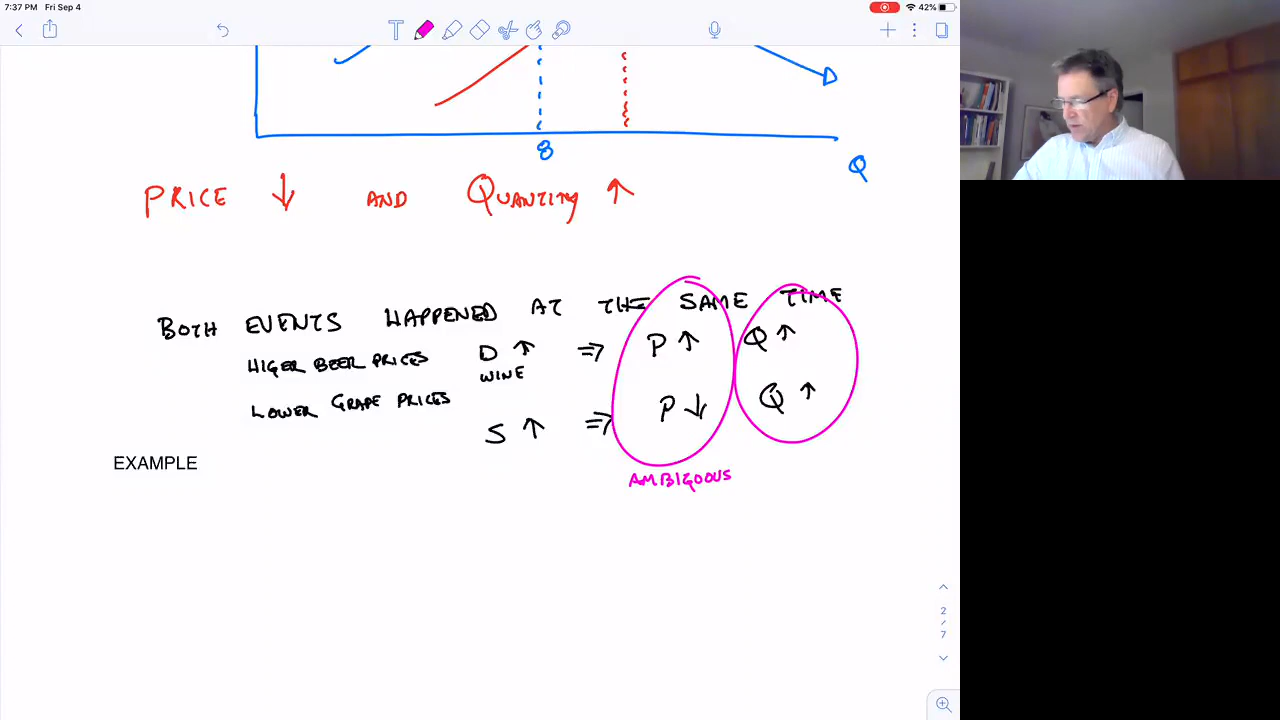 7:37 PM Fri Sep 4
42%
T
8
Q
PRICE ↓ AND QUANTITY ↑
BOTH EVENTS HAPPENED AT THE SAME TIME
HIGER BEER PRICES D ↑ ⇒ P ↑ Q ↑
WINE
LOWER GRAPE PRICES
S ↑ ⇒ P ↓ Q ↑
EXAMPLE
AMBIGOOUS
2
/
7